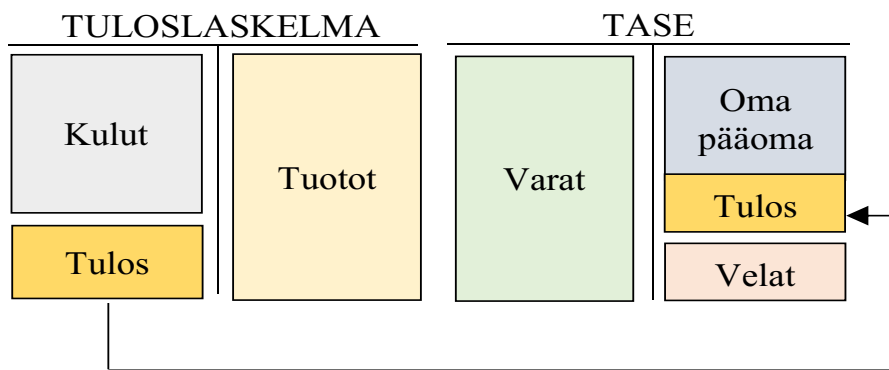 TULOSLASKELMA
TASE
Kulut
Tulos
Tuotot
Varat
Oma
pääoma
Tulos
Velat